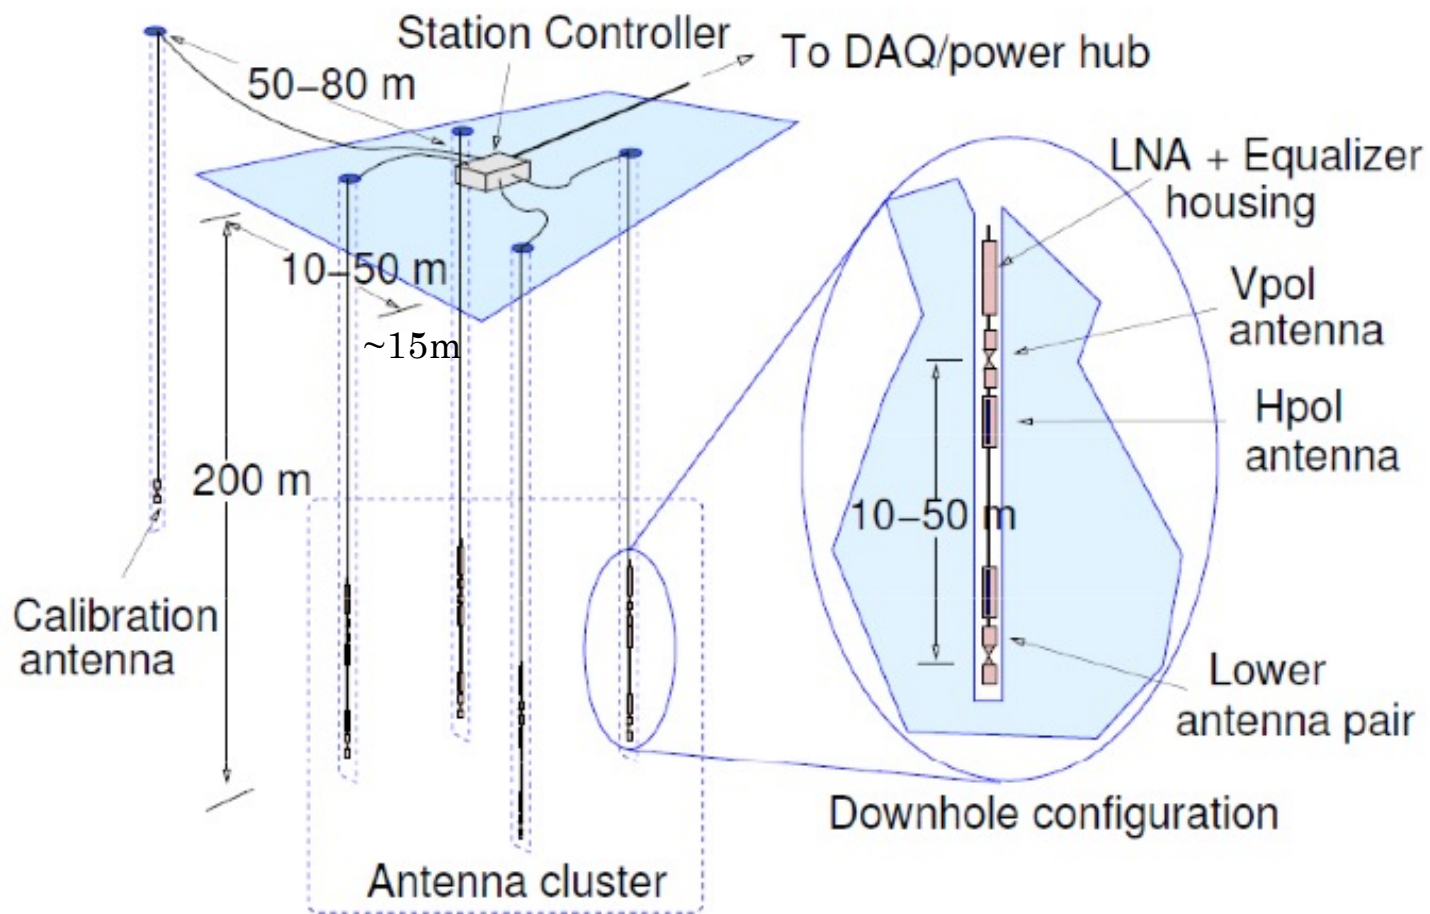 Station Controller
To DAQ/power hub
50–80 m
LNA + Equalizer
housing
10–50 m
~15m
Vpol
antenna
Hpol
antenna
200 m
10–50 m
Calibration
antenna
Lower
antenna pair
Downhole configuration
Antenna cluster